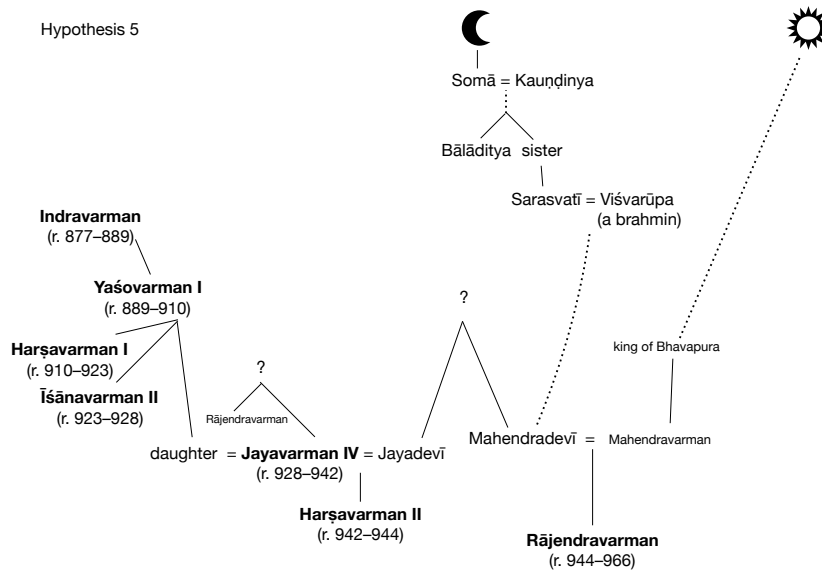 Hypothesis 5
Somā = Kauṇḍinya
Bālāditya sister
Sarasvatī = Viśvarūpa
(a brahmin)
Indravarman
(r. 877–889)
Yaśovarman I
(r. 889–910)
?
Harṣavarman I
(r. 910–923)
king of Bhavapura
Īśānavarman II
(r. 923–928)
?
Rājendravarman
daughter = Jayavarman IV = Jayadevī
(r. 928–942)
Mahendradevī = Mahendravarman
Harṣavarman II
(r. 942–944)
Rājendravarman
(r. 944–966)